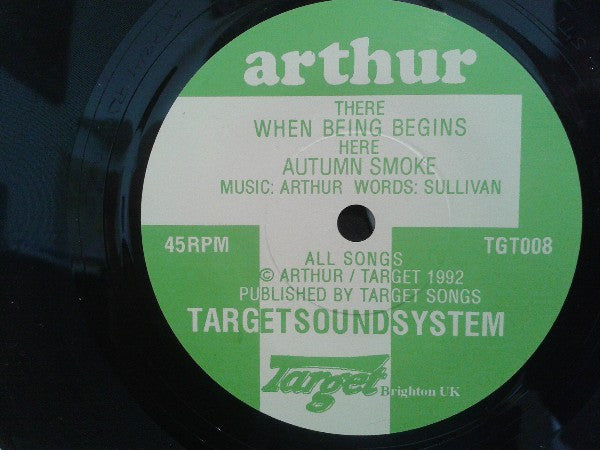 arthur
THERE
WHEN BEING BEGINS
HERE
AUTUMN SMOKE
MUSIC: ARTHUR WORDS: SULLIVAN
45RPM
TGT008
ALL SONGS
© ARTHUR / TARGET 1992
PUBLISHED BY TARGET SONGS
TARGETSOUNDSYSTEM
Target Brighton UK